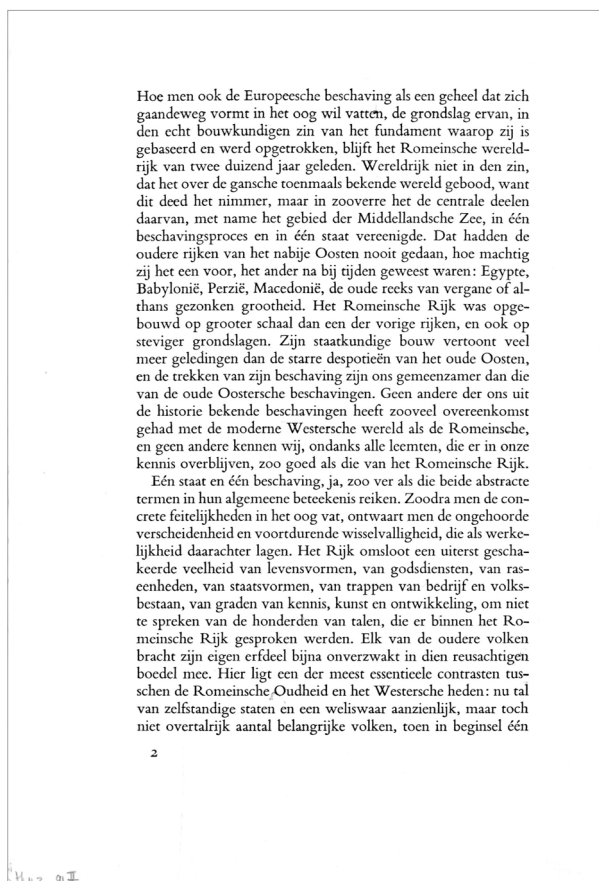 Hoe men ook de Europeesche beschaving als een geheel dat zich
gaandeweg vormt in het oog wil vatten, de grondslag ervan, in
den echt bouwkundigen zin van het fundament waarop zij is
gebaseerd en werd opgetrokken, blijft het Romeinsche wereld-
rijk van twee duizend jaar geleden. Wereldrijk niet in den zin,
dat het over de gansche toenmaals bekende wereld gebood, want
dit deed het nimmer, maar in zooverre het de centrale deelen
daarvan, met name het gebied der Middellandsche Zee, in één
beschavingsproces en in één staat vereenigde. Dat hadden de
oudere rijken van het nabije Oosten nooit gedaan, hoe machtig
zij het een voor, het ander na bij tijden geweest waren: Egypte,
Babylonië, Perzië, Macedonië, de oude reeks van vergane of al-
thans gezonken grootheid. Het Romeinsche Rijk was opge-
bouwd op grooter schaal dan een der vorige rijken, en ook op
steviger grondslagen. Zijn staatkundige bouw vertoont veel
meer geledingen dan de starre despotieën van het oude Oosten,
en de trekken van zijn beschaving zijn ons gemeenzamer dan die
van de oude Oostersche beschavingen. Geen andere der ons uit
de historie bekende beschavingen heeft zooveel overeenkomst
gehad met de moderne Westersche wereld als de Romeinsche,
en geen andere kennen wij, ondanks alle leemten, die er in onze
kennis overblijven, zoo goed als die van het Romeinsche Rijk.
Eén staat en één beschaving, ja, zoo ver als die beide abstracte
termen in hun algemeene beteekenis reiken. Zoodra men de con-
crete feitelijkheden in het oog vat, ontwaart men de ongehoorde
verscheidenheid en voortdurende wisselvalligheid, die als werke-
lijkheid daarachter lagen. Het Rijk omsloot een uiterst gescha-
keerde veelheid van levensvormen, van godsdiensten, van ras-
eenheden, van staatsvormen, van trappen van bedrijf en volks-
bestaan, van graden van kennis, kunst en ontwikkeling, om niet
te spreken van de honderden van talen, die er binnen het Ro-
meinsche Rijk gesproken werden. Elk van de oudere volken
bracht zijn eigen erfdeel bijna onverzwakt in dien reusachtigen
boedel mee. Hier ligt een der meest essentieele contrasten tus-
schen de Romeinsche Oudheid en het Westersche heden: nu tal
van zelfstandige staten en een weliswaar aanzienlijk, maar toch
niet overtalrijk aantal belangrijke volken, toen in beginsel één
2